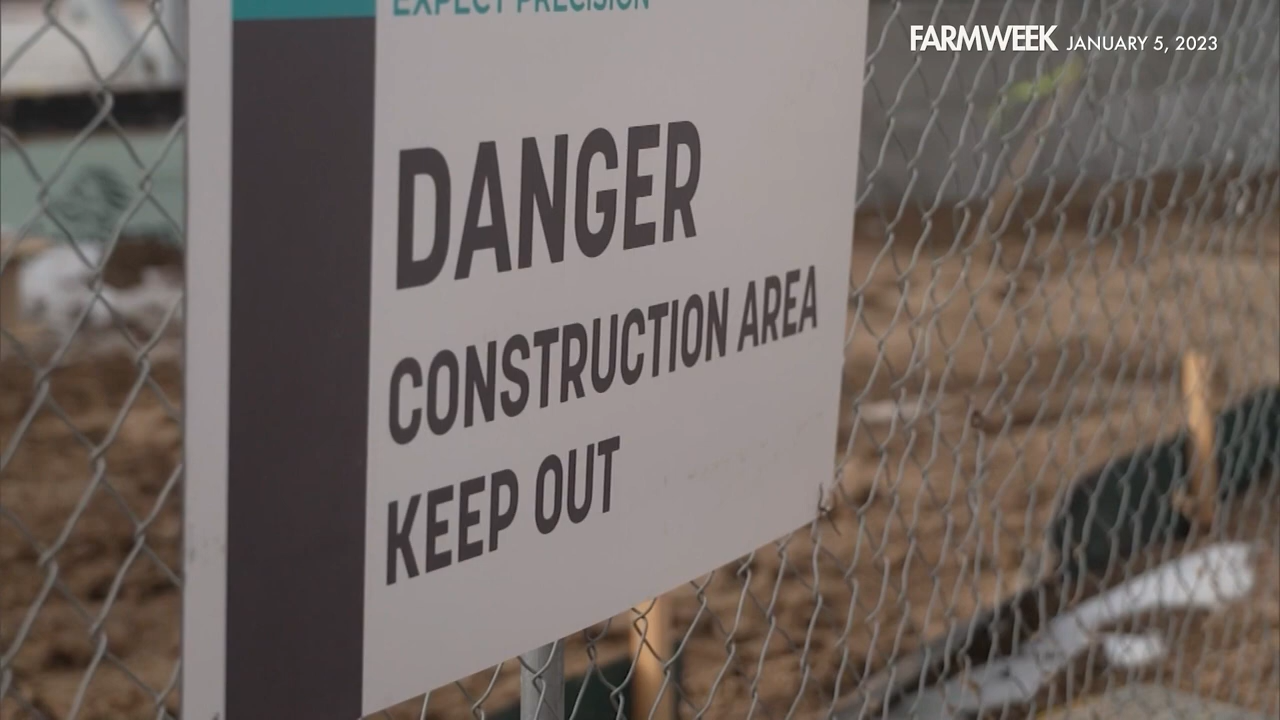 EXPECT PRECISION
FARMWEEK JANUARY 5, 2023
DANGER
CONSTRUCTION AREA
KEEP OUT